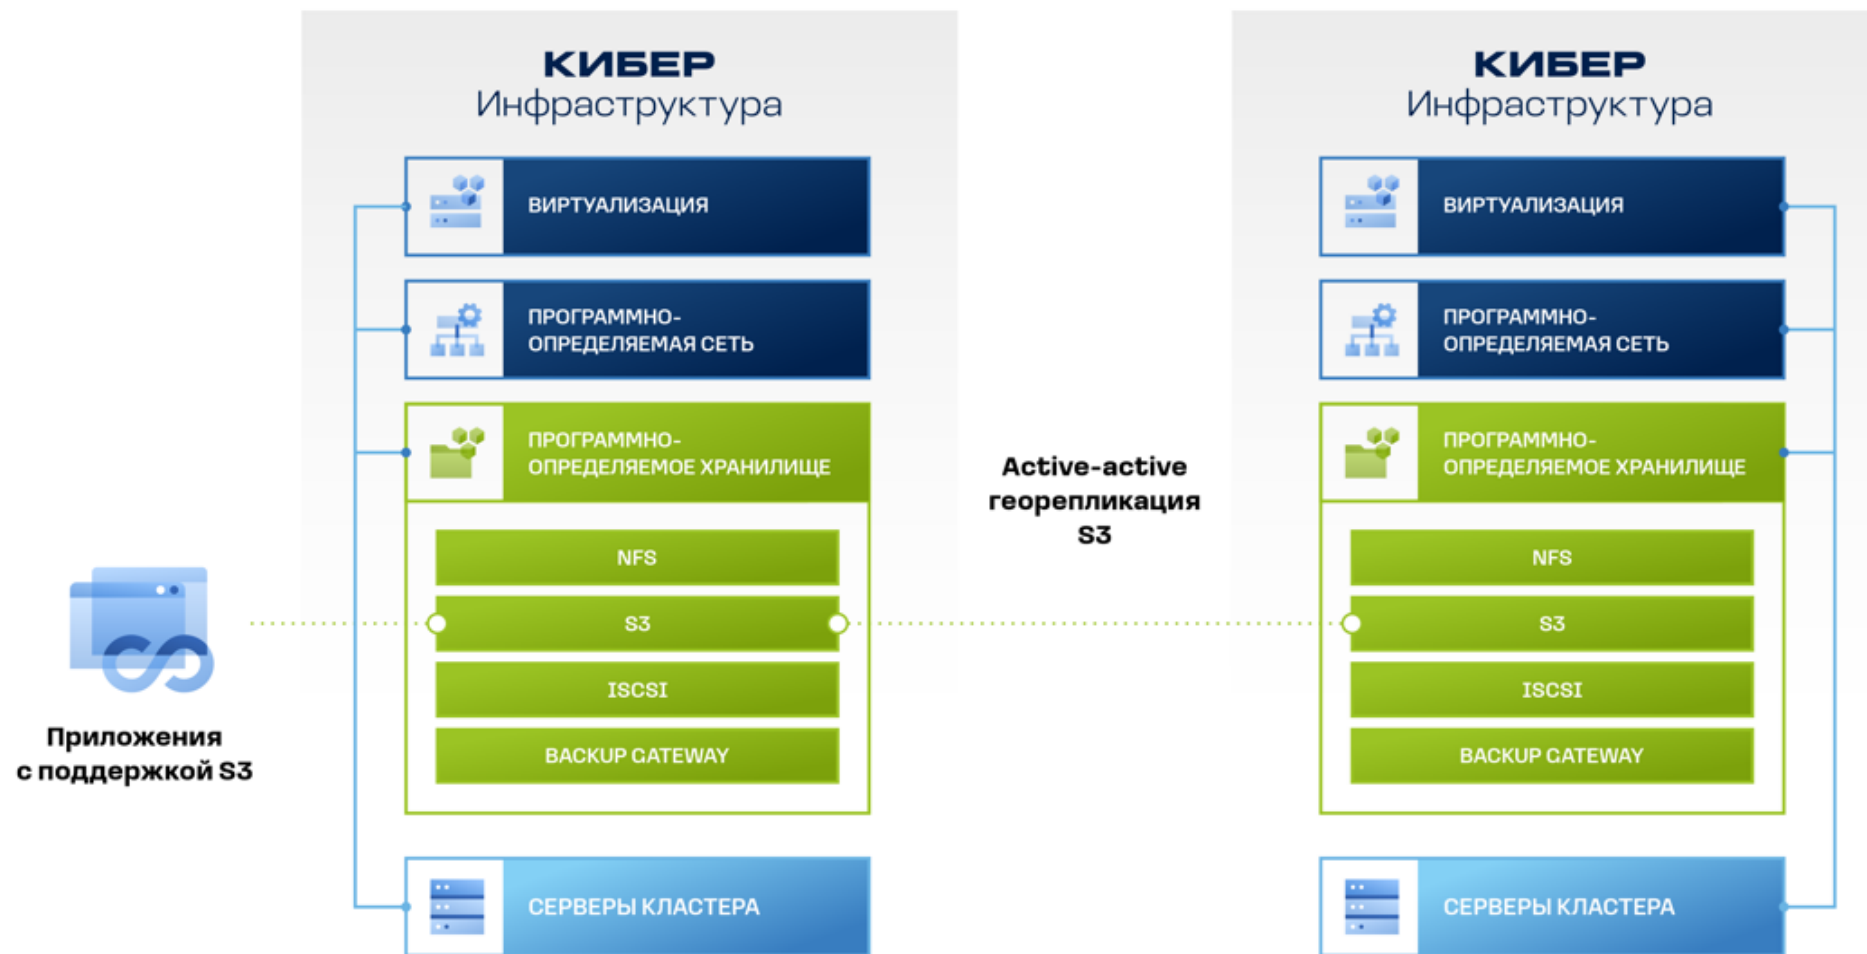 КИБЕР
Инфраструктура
ВИРТУАЛИЗАЦИЯ
ПРОГРАММНО-
ОПРЕДЕЛЯЕМАЯ СЕТЬ
ПРОГРАММНО-
ОПРЕДЕЛЯЕМОЕ ХРАНИЛИЩЕ
NFS
S3
ISCSI
BACKUP GATEWAY
СЕРВЕРЫ КЛАСТЕРА
Приложения
с поддержкой S3
Active-active
георепликация
S3
КИБЕР
Инфраструктура
ВИРТУАЛИЗАЦИЯ
ПРОГРАММНО-
ОПРЕДЕЛЯЕМАЯ СЕТЬ
ПРОГРАММНО-
ОПРЕДЕЛЯЕМОЕ ХРАНИЛИЩЕ
NFS
S3
ISCSI
BACKUP GATEWAY
СЕРВЕРЫ КЛАСТЕРА